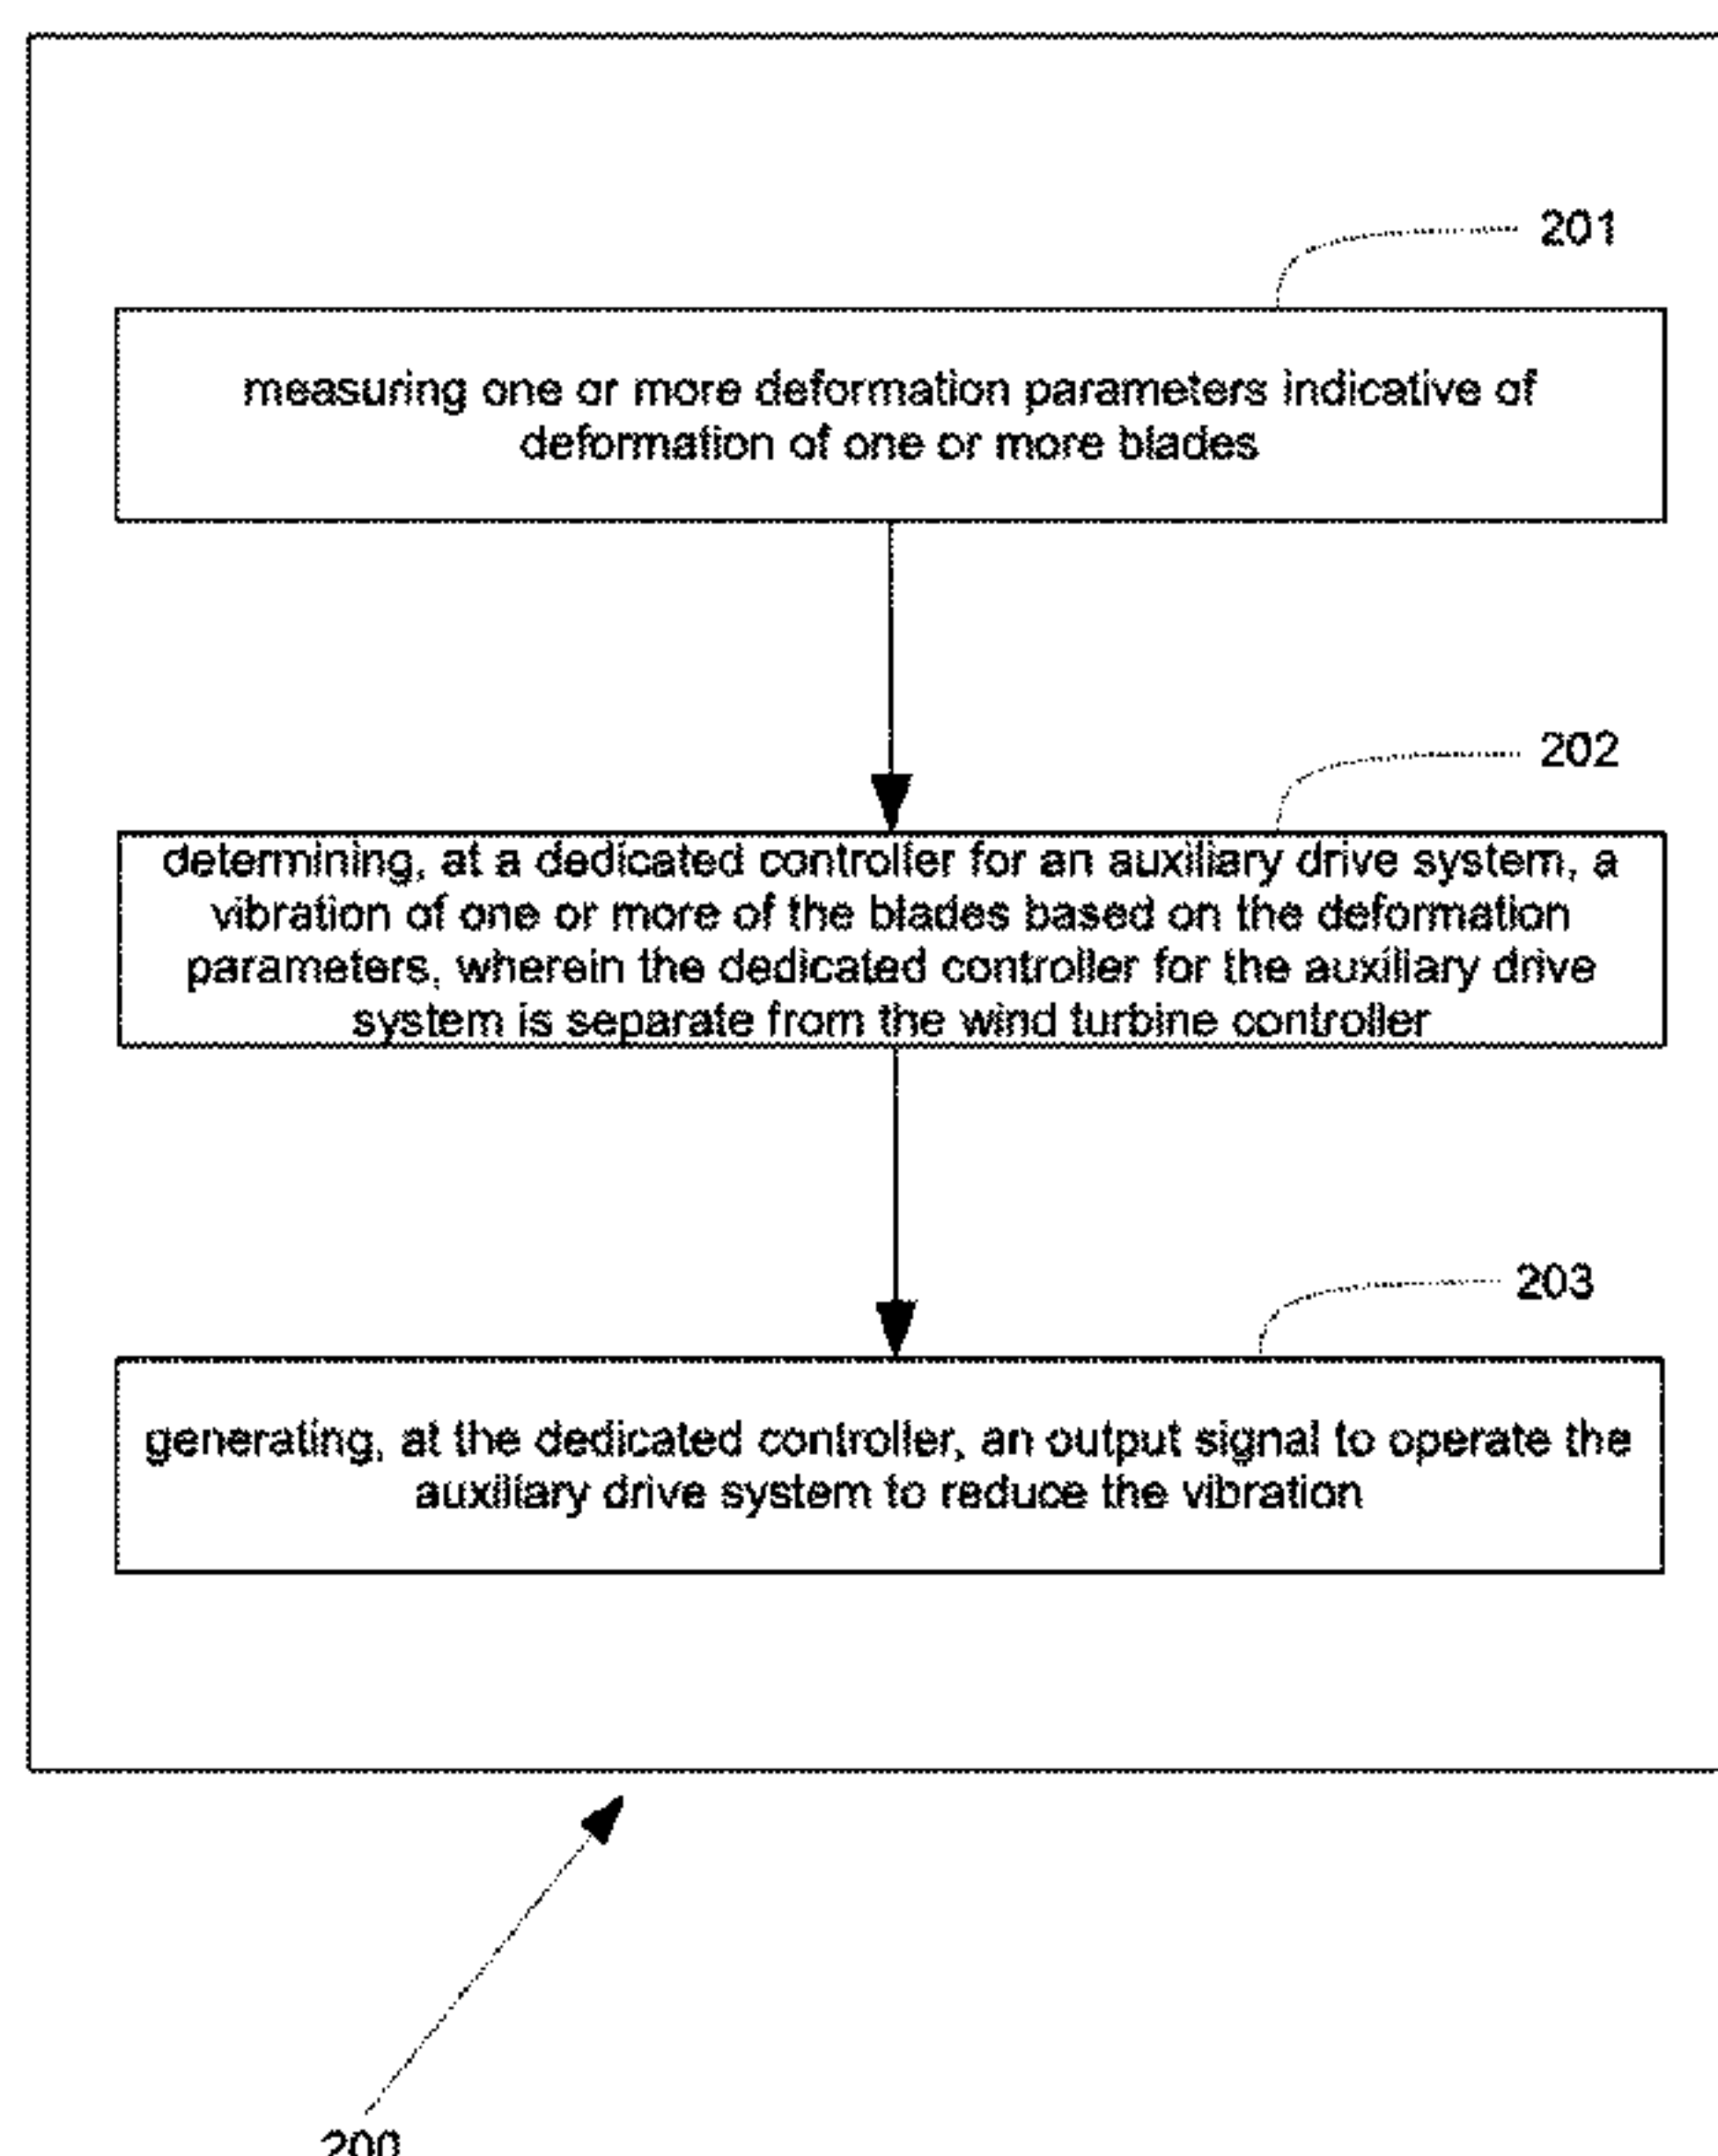 201
measuring one or more deformation parameters indicative of
deformation of one or more blades
202
determining, at a dedicated controller for an auxiliary drive system, a
vibration of one or more of the blades based on the deformation
parameters, wherein the dedicated controller for the auxiliary drive
system is separate from the wind turbine controller
203
generating, at the dedicated controller, an output signal to operate the
auxiliary drive system to reduce the vibration
200